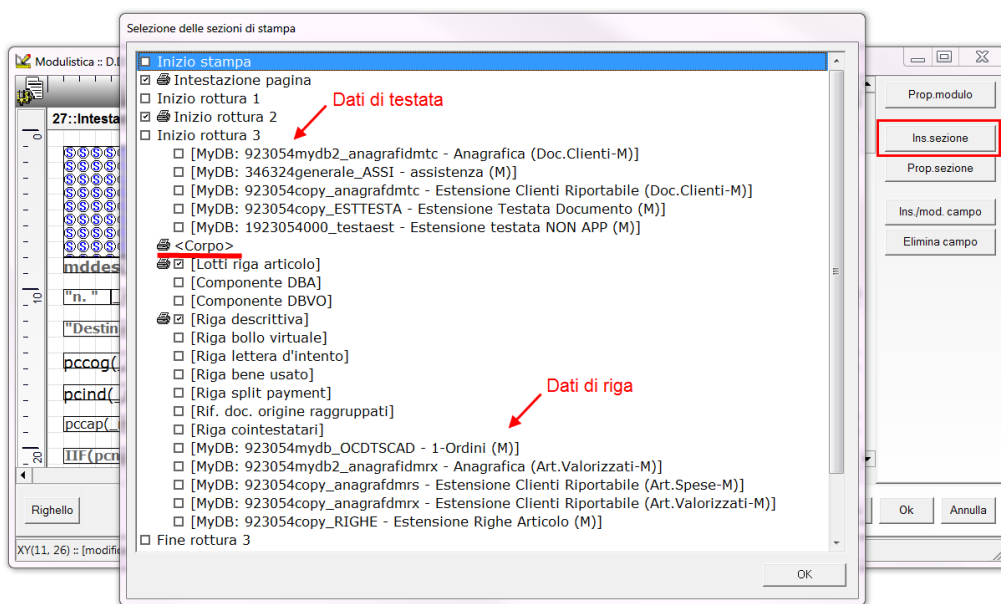 Selezione delle sezioni di stampa
Modulistica :: D.D
Inizio stampa
Intestazione pagina
Inizio rottura 1
Dati di testata
Inizio rottura 2
Inizio rottura 3
[MyDB: 923054mydb2_anagrafidmtc - Anagrafica (Doc.Clienti-M)]
[MyDB: 346324generale_ASSI - assistenza (M)]
[MyDB: 923054copy_anagrafdmtc - Estensione Clienti Riportabile (Doc.Clienti-M)]
[MyDB: 923054copy_ESTTESTA - Estensione Testata Documento (M)]
[MyDB: 1923054000_testaest - Estensione testata NON APP (M)]
<Corpo>
[Lotti riga articolo]
[Componente DBA]
[Componente DBVO]
[Riga descrittiva]
[Riga bollo virtuale]
[Riga lettera d'intento]
[Riga bene usato]
[Riga split payment]
Dati di riga
[Rif. doc. origine raggruppati]
[Riga cointestatari]
[MyDB: 923054mydb_OCDTSCAD - 1-Ordini (M)]
[MyDB: 923054mydb2_anagrafidmrx - Anagrafica (Art.Valorizzati-M)]
[MyDB: 923054copy_anagrafdmrs - Estensione Clienti Riportabile (Art.Spese-M)]
[MyDB: 923054copy_anagrafdmrx - Estensione Clienti Riportabile (Art.Valorizzati-M)]
[MyDB: 923054copy_RIGHE - Estensione Righe Articolo (M)]
Fine rottura 3
OK
27::Intesta
0
mddes
10
"n. "
"Destin
pccog(_
pcind(_
pccap(_
20
IIF(pcn
Righello
XY(11, 26) :: [modific
Prop.modulo
Ins.sezione
Prop.sezione
Ins./mod. campo
Elimina campo
Ok
Annulla